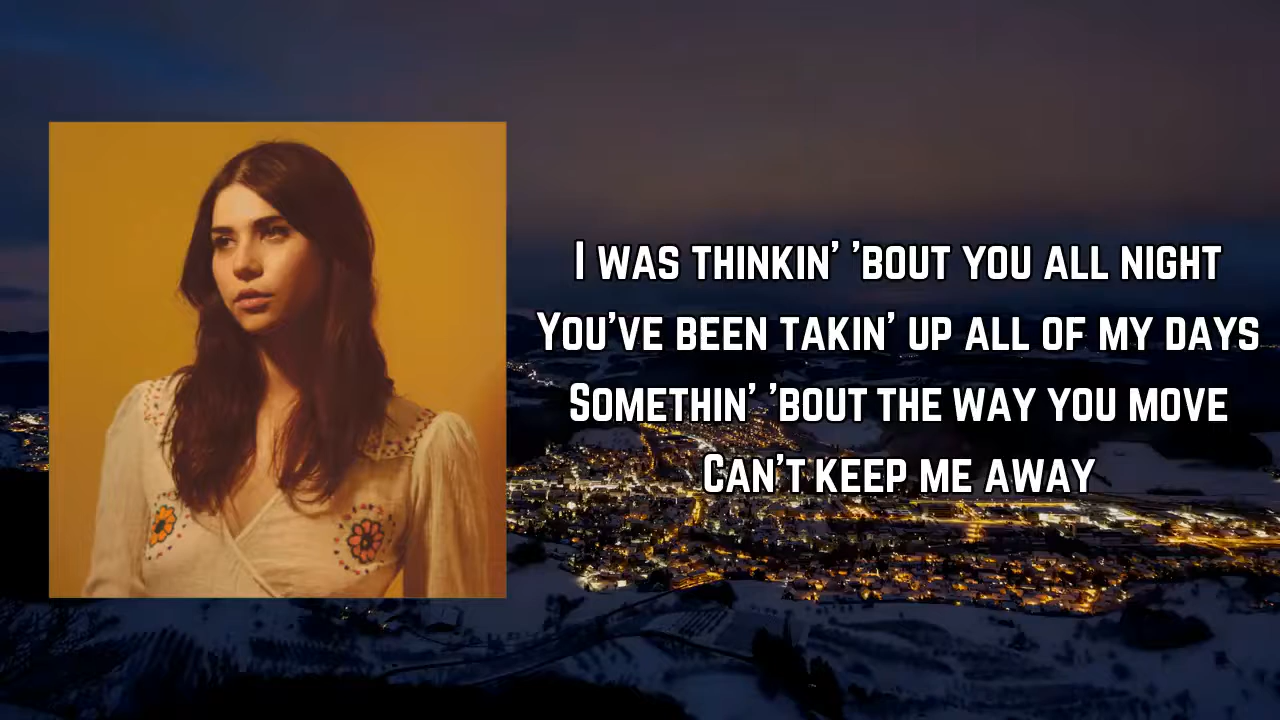 I was thinkin' 'bout you all night
You've been takin' up all of my days
Somethin' 'bout the way you move
Can't keep me away